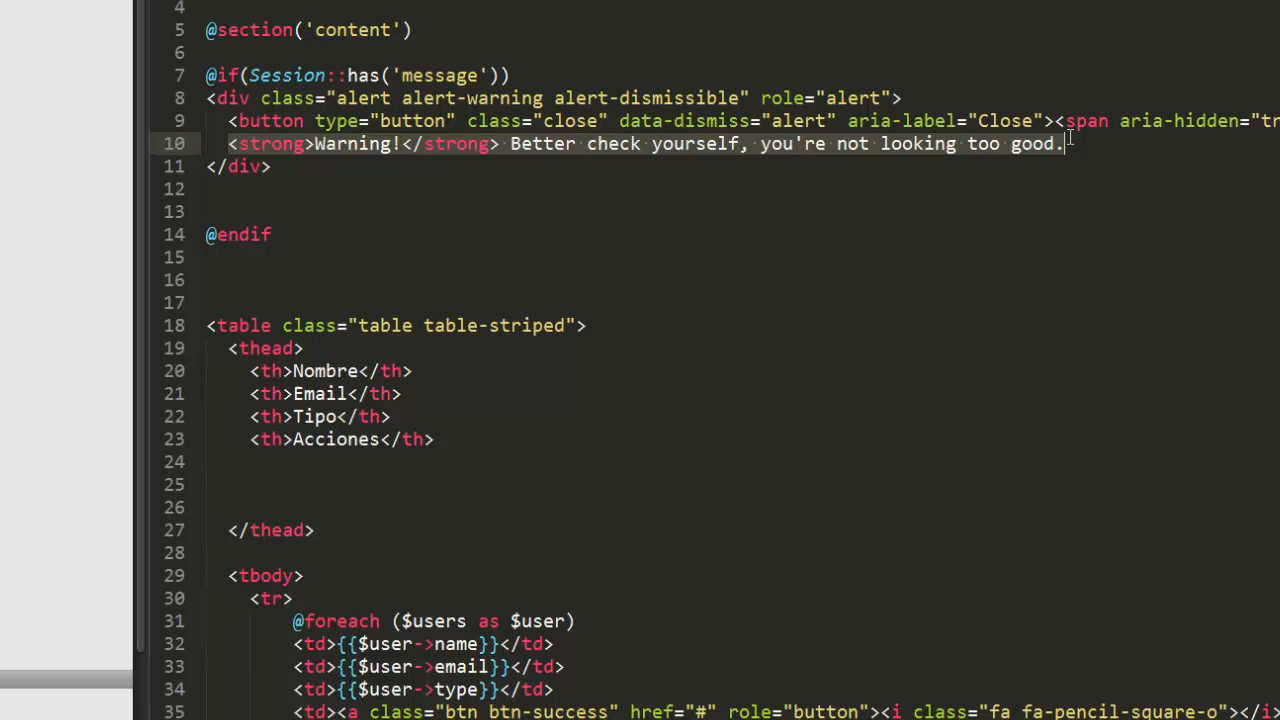 4
5 @section('content')
6
7 @if(Session::has('message'))
8 <div class="alert alert-warning alert-dismissible" role="alert">
9 <button type="button" class="close" data-dismiss="alert" aria-label="Close"><span aria-hidden="tr
10 <strong>Warning!</strong> Better check yourself, you're not looking too good.
11 </div>
12
13
14 @endif
15
16
17
18 <table class="table table-striped">
19 <thead>
20 <th>Nombre</th>
21 <th>Email</th>
22 <th>Tipo</th>
23 <th>Acciones</th>
24
25
26
27 </thead>
28
29 <tbody>
30 <tr>
31 @foreach ($users as $user)
32 <td>{{$user->name}}</td>
33 <td>{{$user->email}}</td>
34 <td>{{$user->type}}</td>
35 <td><a class="btn btn-success" href="#" role="button"><i class="fa fa-pencil-square-o"></i